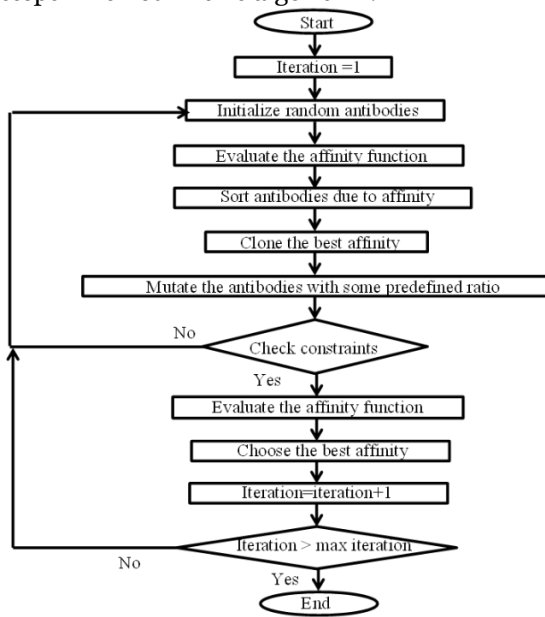 Start
Iteration =1
Initialize random antibodies
Evaluate the affinity function
Sort antibodies due to affinity
Clone the best affinity
Mutate the antibodies with some predefined ratio
No
Check constraints
Yes
Evaluate the affinity function
Choose the best affinity
Iteration=iteration+1
Iteration > max iteration
No
Yes
End